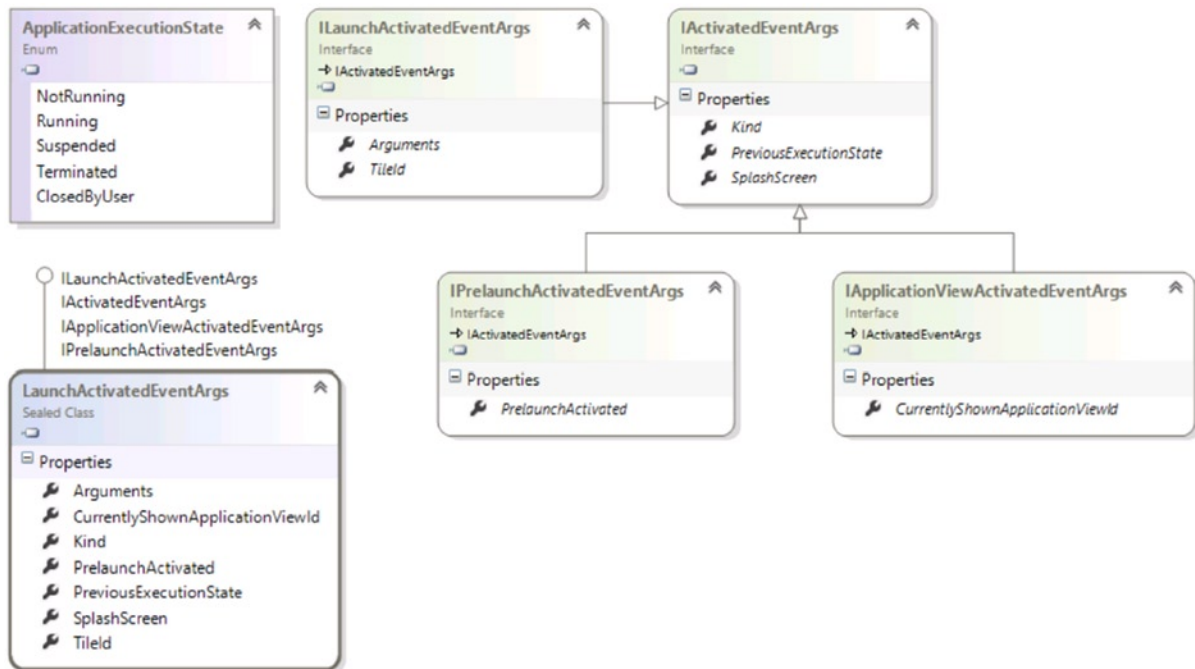 ApplicationExecutionState
Enum
NotRunning
Running
Suspended
Terminated
ClosedByUser
ILaunchActivatedEventArgs
Interface
IActivatedEventArgs
Properties
Arguments
TileId
IActivatedEventArgs
Interface
Properties
Kind
PreviousExecutionState
SplashScreen
ILaunchActivatedEventArgs
IActivatedEventArgs
IApplicationViewActivatedEventArgs
IPrelaunchActivatedEventArgs
LaunchActivatedEventArgs
Sealed Class
Properties
Arguments
CurrentlyShownApplicationViewId
Kind
PrelaunchActivated
PreviousExecutionState
SplashScreen
TileId
IPrelaunchActivatedEventArgs
Interface
IActivatedEventArgs
Properties
PrelaunchActivated
IApplicationViewActivatedEventArgs
Interface
IActivatedEventArgs
Properties
CurrentlyShownApplicationViewId